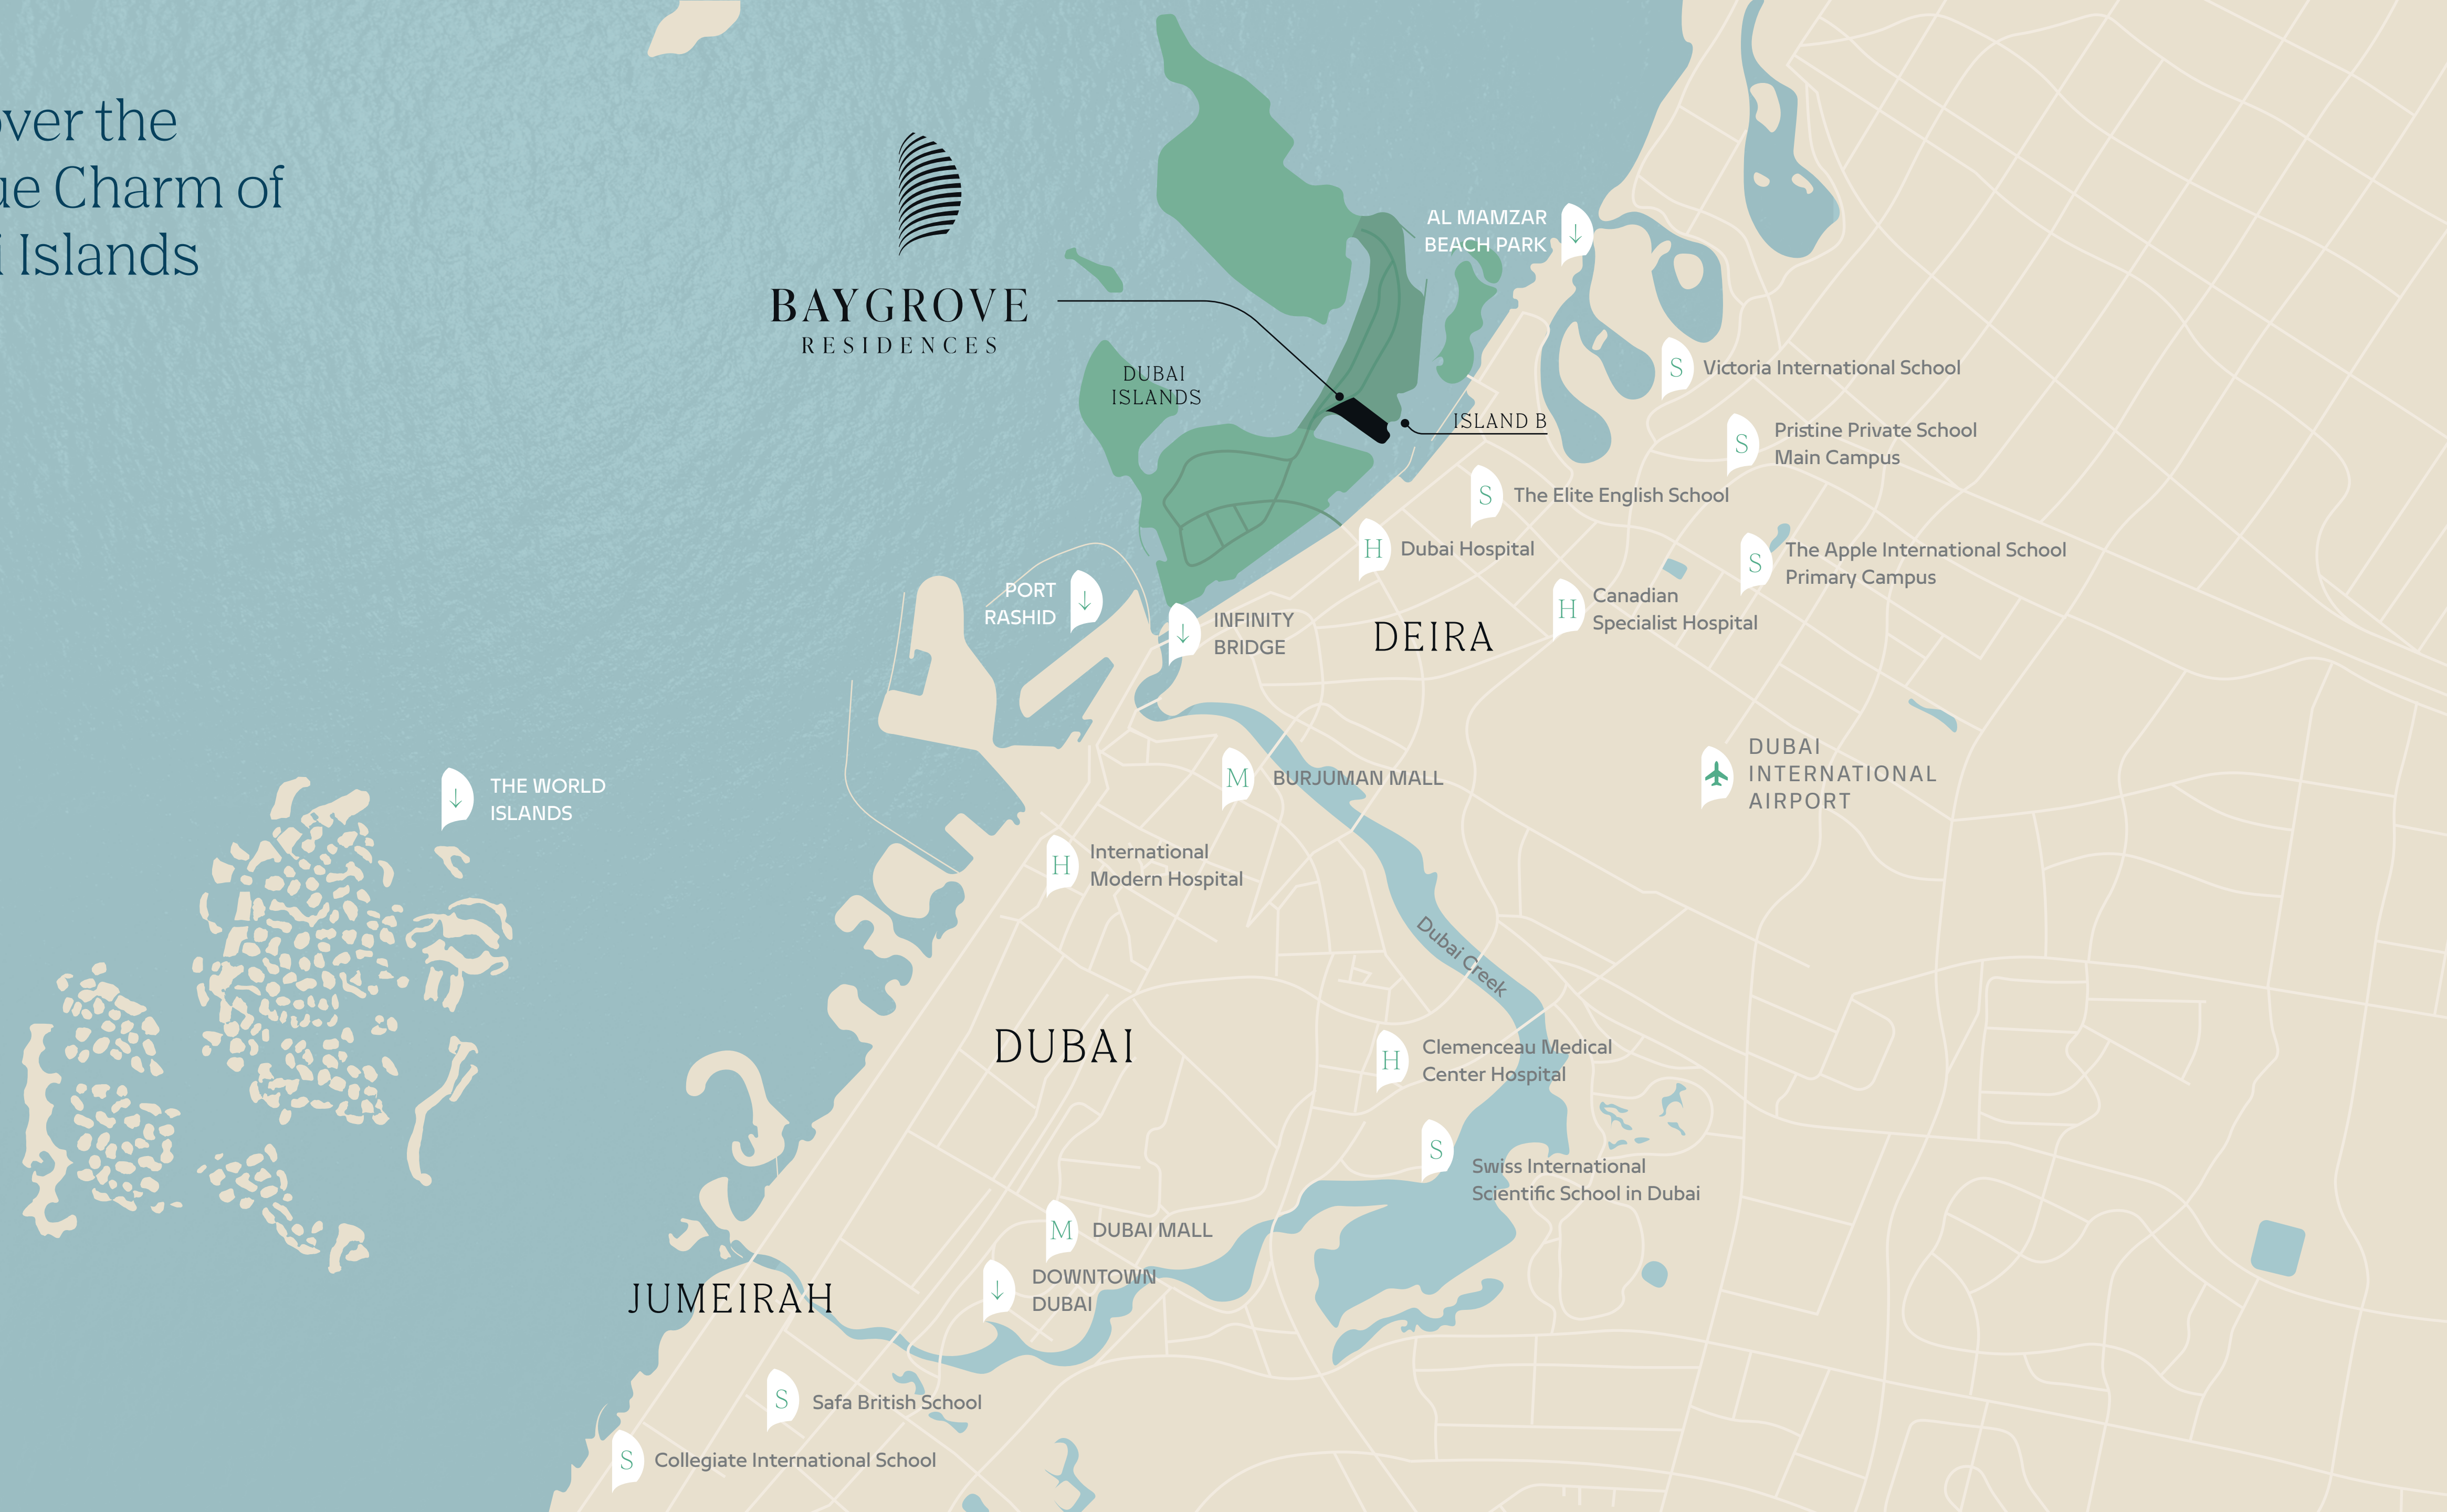 over the
ue Charm of
i Islands
BAYGROVE
RESIDENCES
DUBAI
ISLANDS
AL MAMZAR
BEACH PARK
ISLAND B
S Victoria International School
S Pristine Private School
Main Campus
S The Elite English School
H Dubai Hospital
S The Apple International School
Primary Campus
H Canadian
Specialist Hospital
PORT
RASHID
INFINITY
BRIDGE
DEIRA
DUBAI
INTERNATIONAL
AIRPORT
M BURJUMAN MALL
THE WORLD
ISLANDS
H International
Modern Hospital
Dubai Creek
DUBAI
H Clemenceau Medical
Center Hospital
S Swiss International
Scientific School in Dubai
M DUBAI MALL
DOWNTOWN
DUBAI
JUMEIRAH
S Safa British School
S Collegiate International School